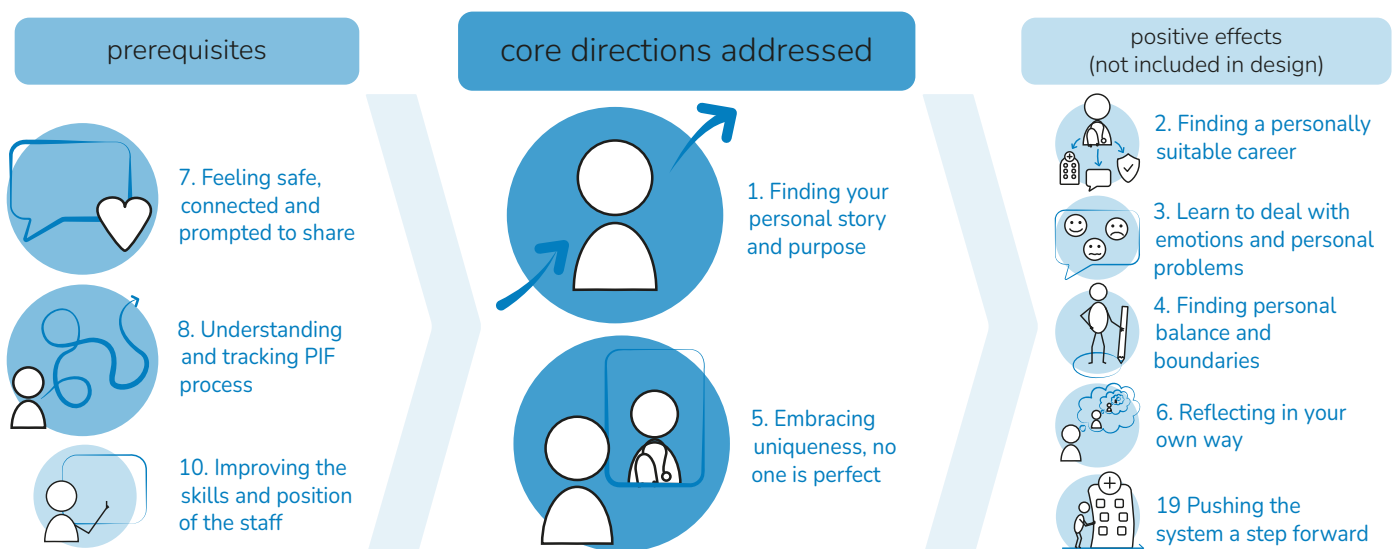 prerequisites
7. Feeling safe,
connected and
prompted to share
8. Understanding
and tracking PIF
process
10. Improving the
skills and position
of the staff
core directions addressed
1. Finding your
personal story
and purpose
5. Embracing
uniqueness, no
one is perfect
positive effects
(not included in design)
2. Finding a personally
suitable career
3. Learn to deal with
emotions and personal
problems
4. Finding personal
balance and
boundaries
6. Reflecting in your
own way
19 Pushing the
system a step forward